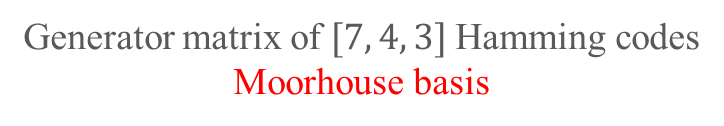 Generator matrix of [7, 4, 3] Hamming codes
Moorhouse basis